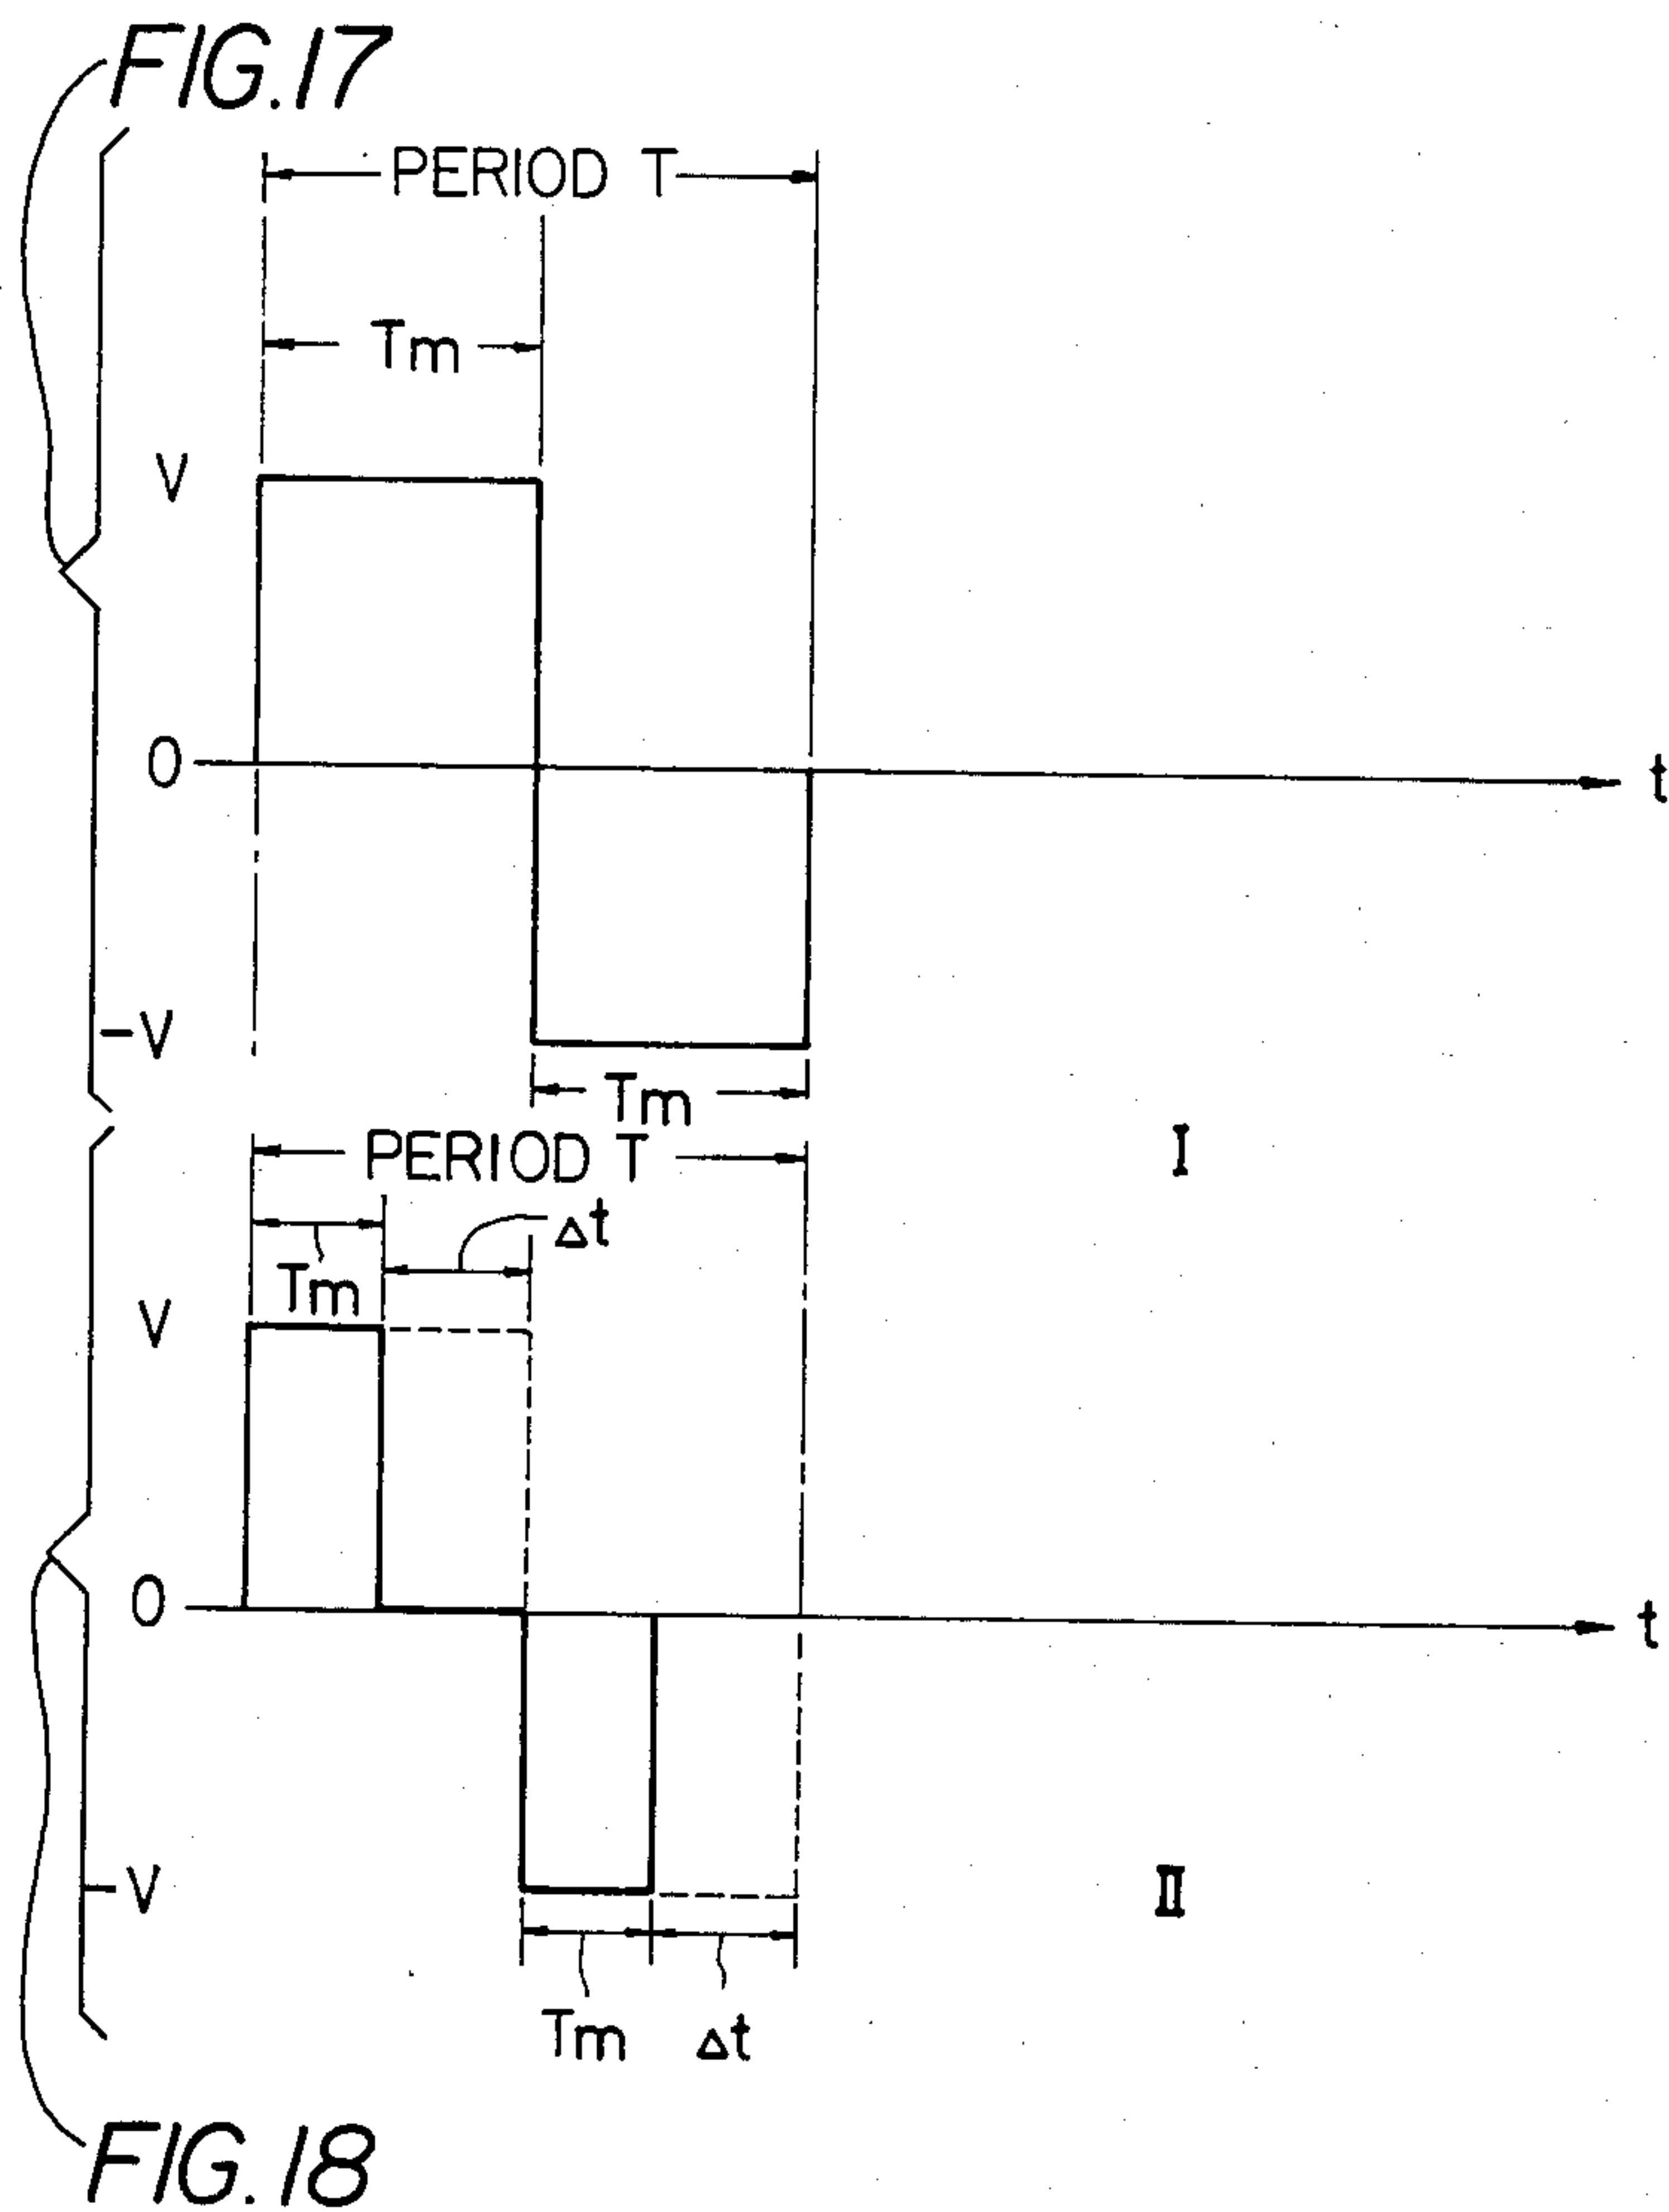 FIG.17
PERIOD T
Tm
V
0
t
-V
Tm
I
PERIOD T
Δt
Tm
V
0
t
-V
II
Tm Δt
FIG.18